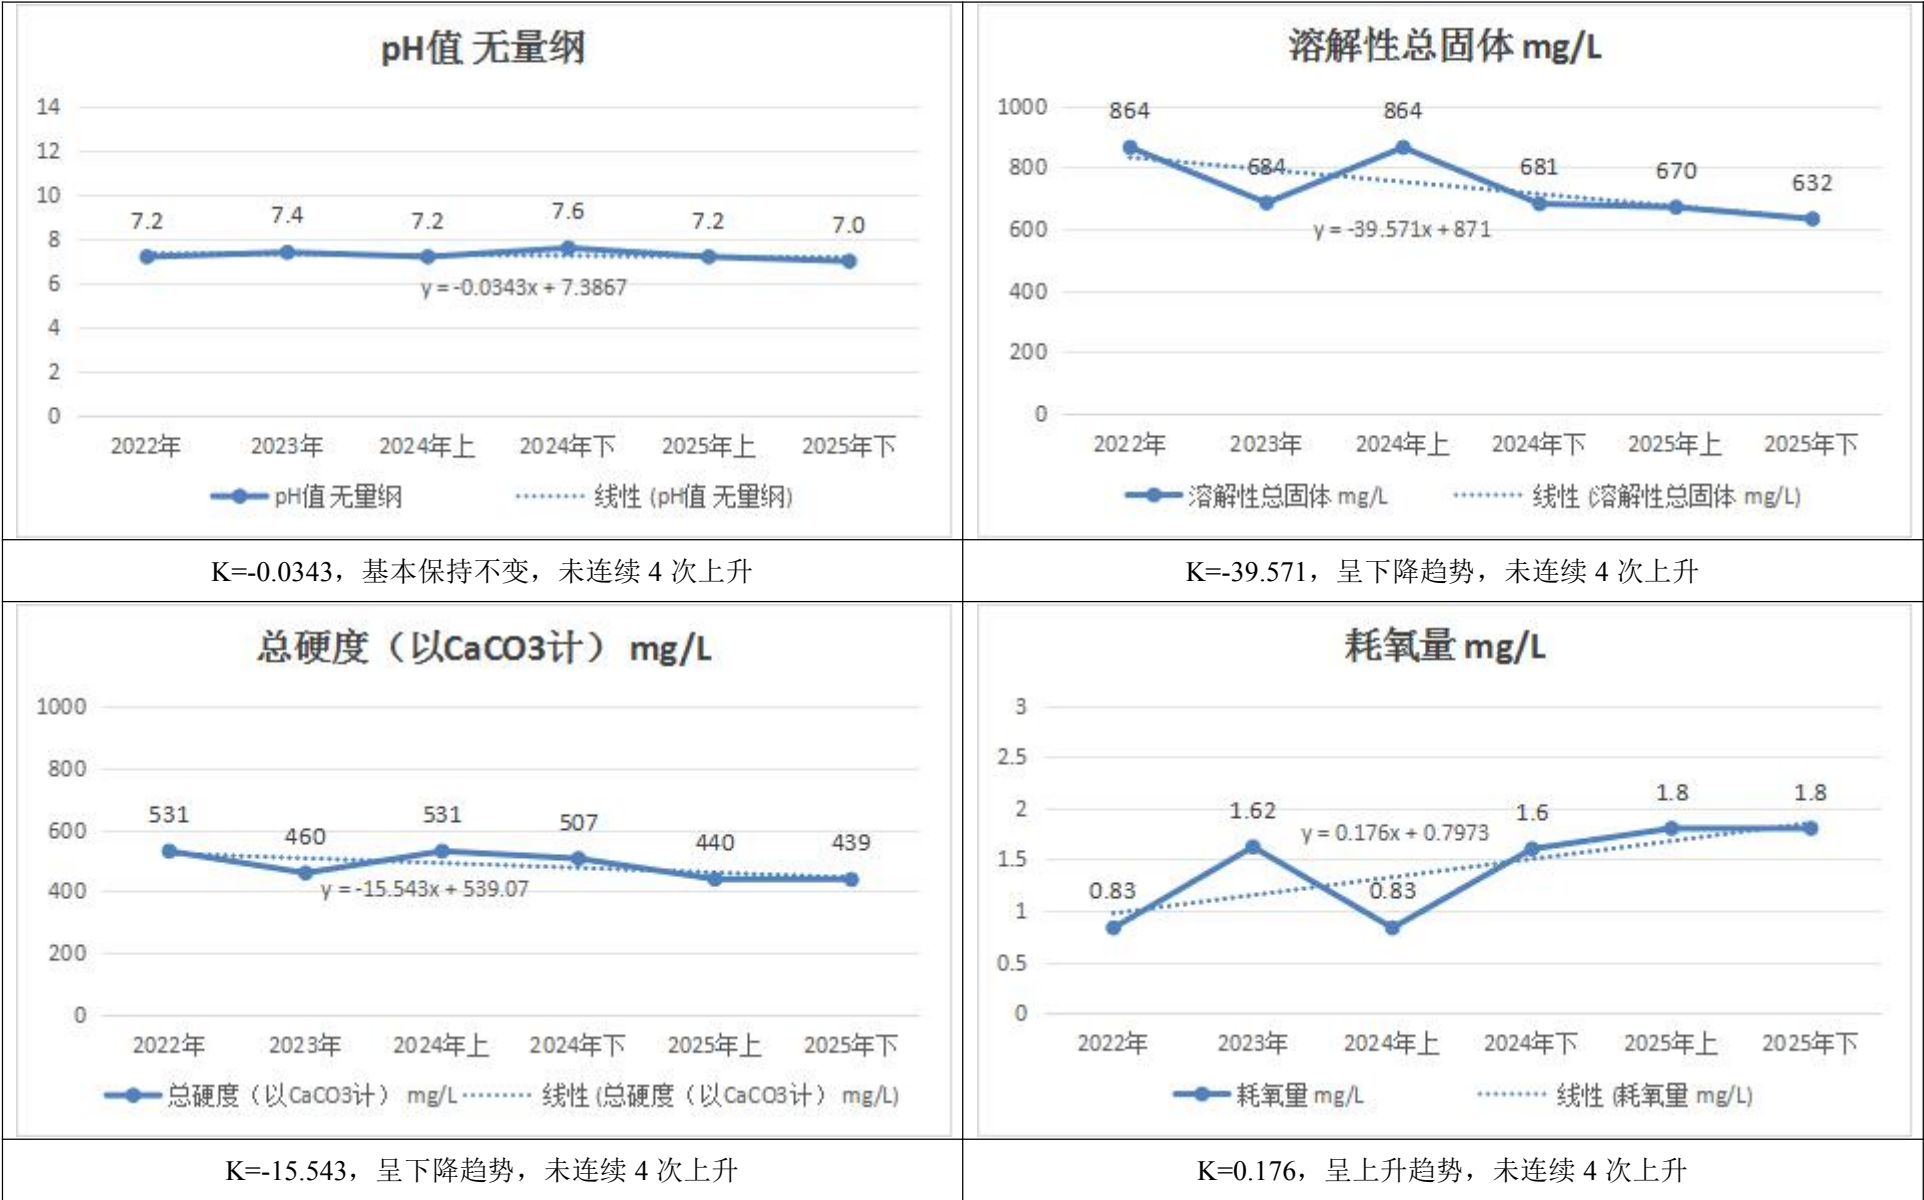 pH值 无量纲
14
12
10
8
6
4
2
0
7.2
7.4
7.2
7.6
7.2
7.0
y = -0.0343x + 7.3867
2022年
2023年
2024年上
2024年下
2025年上
2025年下
pH值 无量纲
线性 (pH值 无量纲)
K=-0.0343，基本保持不变，未连续 4 次上升
溶解性总固体 mg/L
1000
800
600
400
200
0
864
684
864
681
670
632
y = -39.571x + 871
2022年
2023年
2024年上
2024年下
2025年上
2025年下
溶解性总固体 mg/L
线性 (溶解性总固体 mg/L)
K=-39.571，呈下降趋势，未连续 4 次上升
总硬度（以CaCO3计） mg/L
1000
800
600
400
200
0
531
460
531
507
440
439
y = -15.543x + 539.07
2022年
2023年
2024年上
2024年下
2025年上
2025年下
总硬度（以CaCO3计） mg/L
线性 (总硬度（以CaCO3计） mg/L)
K=-15.543，呈下降趋势，未连续 4 次上升
耗氧量 mg/L
3
2.5
2
1.5
1
0.5
0
0.83
1.62
0.83
1.6
1.8
1.8
y = 0.176x + 0.7973
2022年
2023年
2024年上
2024年下
2025年上
2025年下
耗氧量 mg/L
线性 (耗氧量 mg/L)
K=0.176，呈上升趋势，未连续 4 次上升